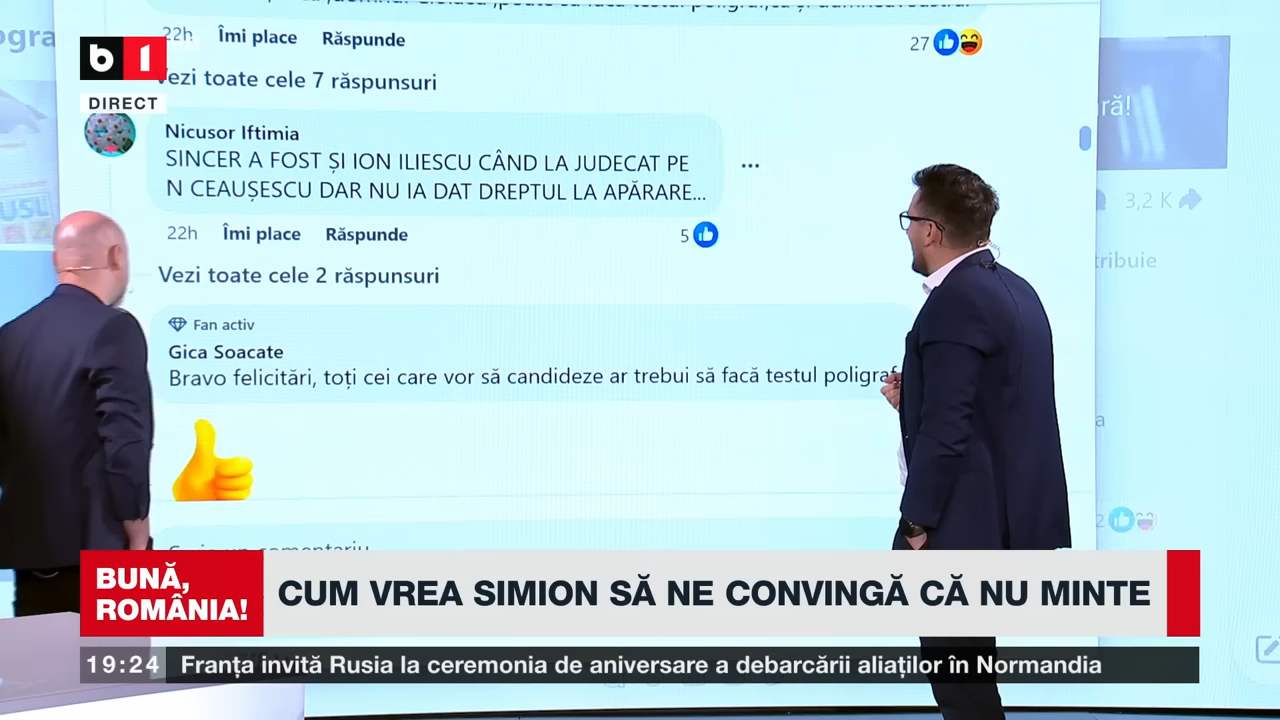 22h Îmi place Răspunde 27
b1
Vezi toate cele 7 răspunsuri
DIRECT
ră!
Nicusor Iftimia
SINCER A FOST ȘI ION ILIESCU CÂND LA JUDECAT PE
N CEAUȘESCU DAR NU IA DAT DREPTUL LA APĂRARE...
3,2 K
22h Îmi place Răspunde 5
tribuie
Vezi toate cele 2 răspunsuri
Fan activ
Gica Soacate
Bravo felicitări, toți cei care vor să candideze ar trebui să facă testul poligraf
BUNĂ,
ROMÂNIA!
CUM VREA SIMION SĂ NE CONVINGĂ CĂ NU MINTE
19:24 Franța invită Rusia la ceremonia de aniversare a debarcării aliaților în Normandia